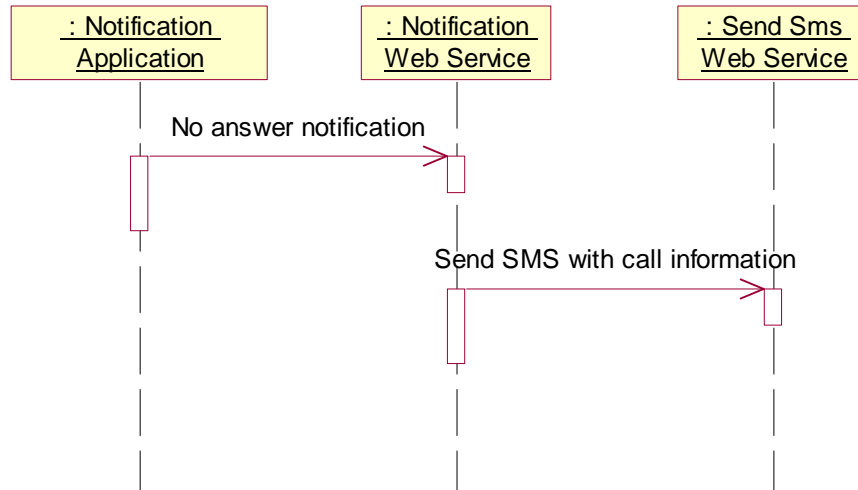 : Notification
Application
: Notification
Web Service
: Send Sms
Web Service
No answer notification
Send SMS with call information